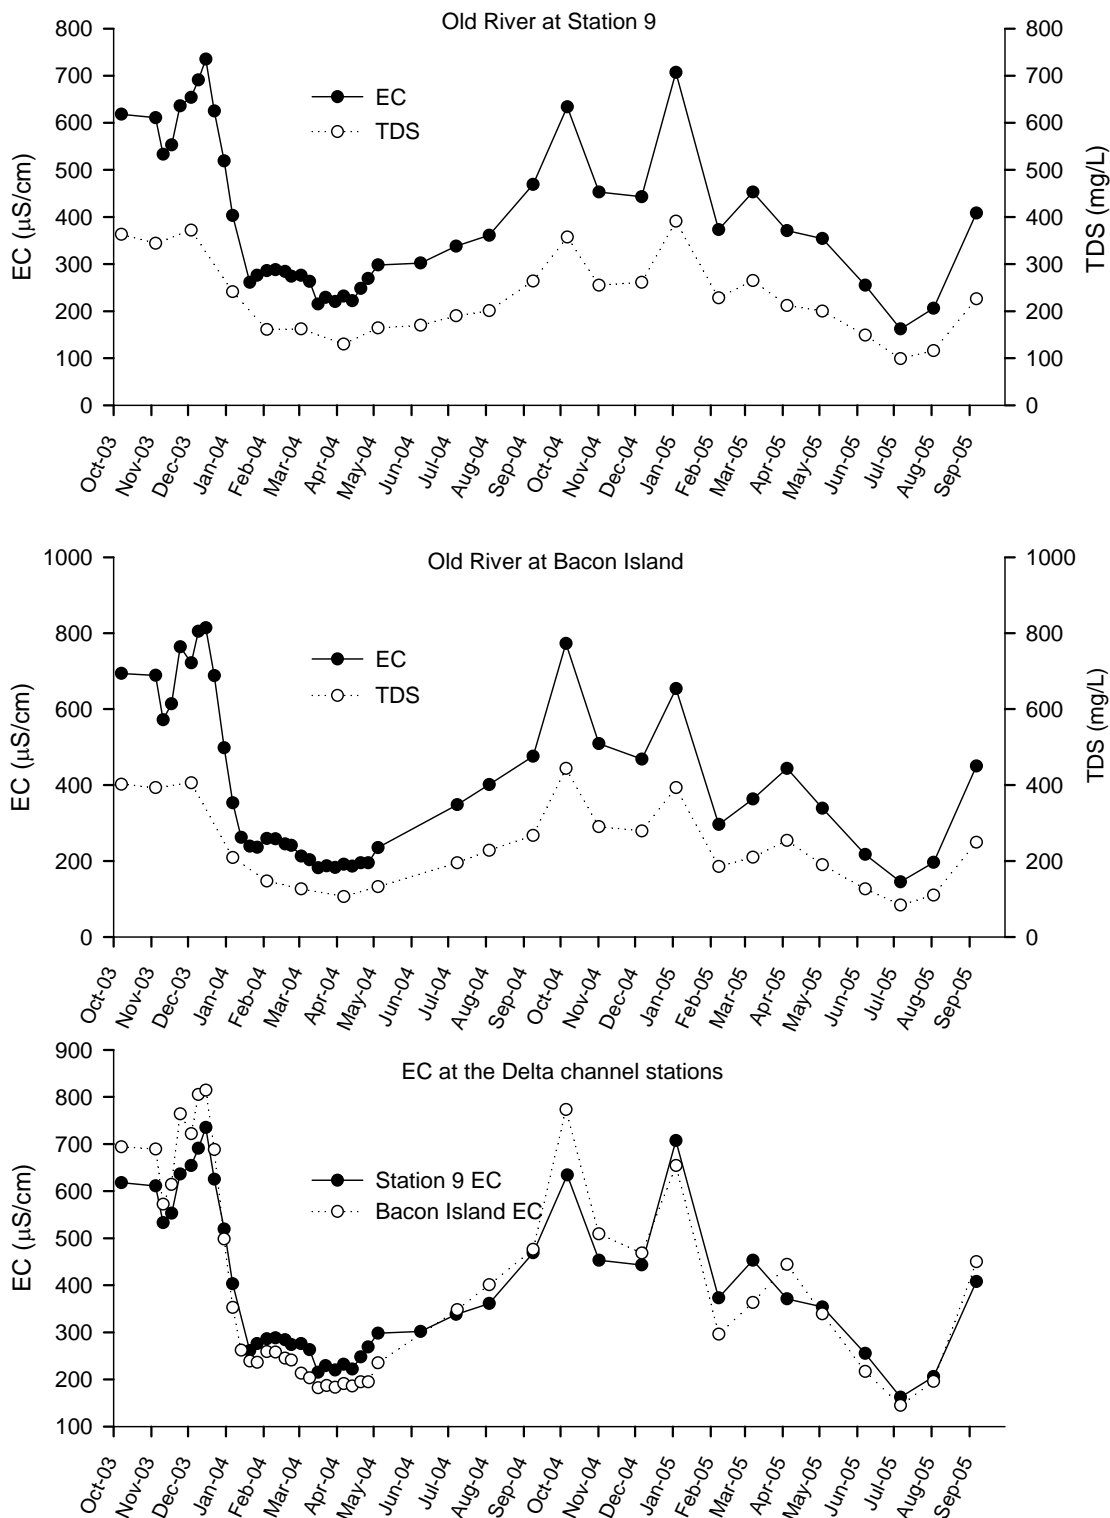 Old River at Station 9
800
700
600
500
400
300
200
100
0
EC (μS/cm)
EC
TDS
800
700
600
500
400
300
200
100
0
TDS (mg/L)
Oct-03 Nov-03 Dec-03 Jan-04 Feb-04 Mar-04 Apr-04 May-04 Jun-04 Jul-04 Aug-04 Sep-04 Oct-04 Nov-04 Dec-04 Jan-05 Feb-05 Mar-05 Apr-05 May-05 Jun-05 Jul-05 Aug-05 Sep-05
Old River at Bacon Island
1000
800
600
400
200
0
EC (μS/cm)
EC
TDS
1000
800
600
400
200
0
TDS (mg/L)
Oct-03 Nov-03 Dec-03 Jan-04 Feb-04 Mar-04 Apr-04 May-04 Jun-04 Jul-04 Aug-04 Sep-04 Oct-04 Nov-04 Dec-04 Jan-05 Feb-05 Mar-05 Apr-05 May-05 Jun-05 Jul-05 Aug-05 Sep-05
EC at the Delta channel stations
900
800
700
600
500
400
300
200
100
EC (μS/cm)
Station 9 EC
Bacon Island EC
Oct-03 Nov-03 Dec-03 Jan-04 Feb-04 Mar-04 Apr-04 May-04 Jun-04 Jul-04 Aug-04 Sep-04 Oct-04 Nov-04 Dec-04 Jan-05 Feb-05 Mar-05 Apr-05 May-05 Jun-05 Jul-05 Aug-05 Sep-05